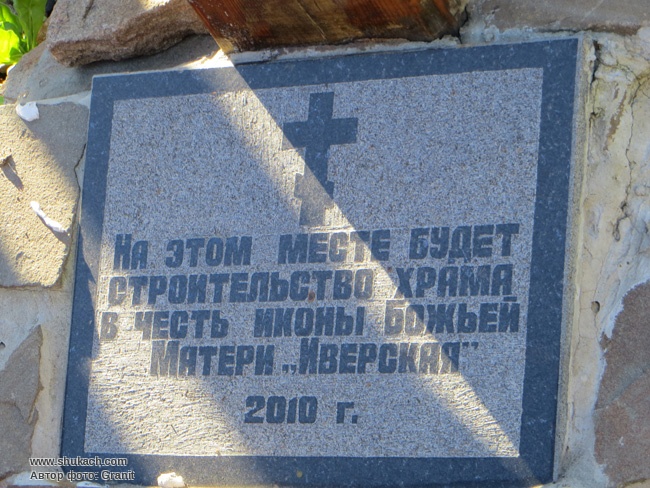 На этом месте будет
строительство храма
в честь иконы Божьей
Матери „Иверская"
2010 г.
www.shukach.com
Автор фото: Granit